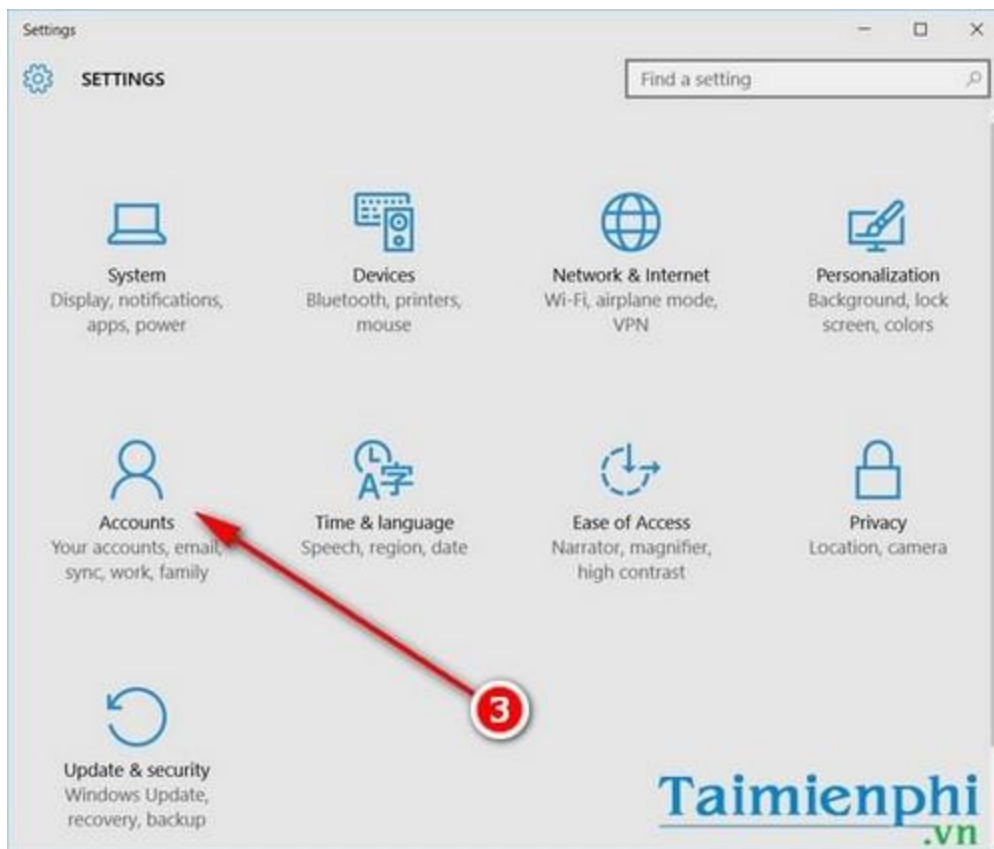 Settings
SETTINGS
Find a setting
System
Display, notifications,
apps, power
Devices
Bluetooth, printers,
mouse
Network & Internet
Wi-Fi, airplane mode,
VPN
Personalization
Background, lock
screen, colors
Accounts
Your accounts, email,
sync, work, family
Time & language
Speech, region, date
Ease of Access
Narrator, magnifier,
high contrast
Privacy
Location, camera
3
Update & security
Windows Update,
recovery, backup
Taimienphi
.vn